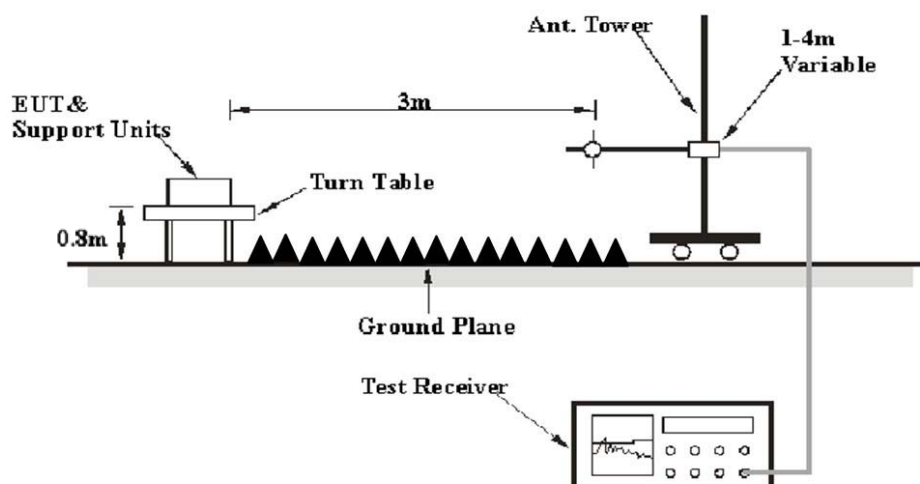 Ant. Tower
1-4m
Variable
EUT&
Support Units
3m
Turn Table
0.8m
Ground Plane
Test Receiver